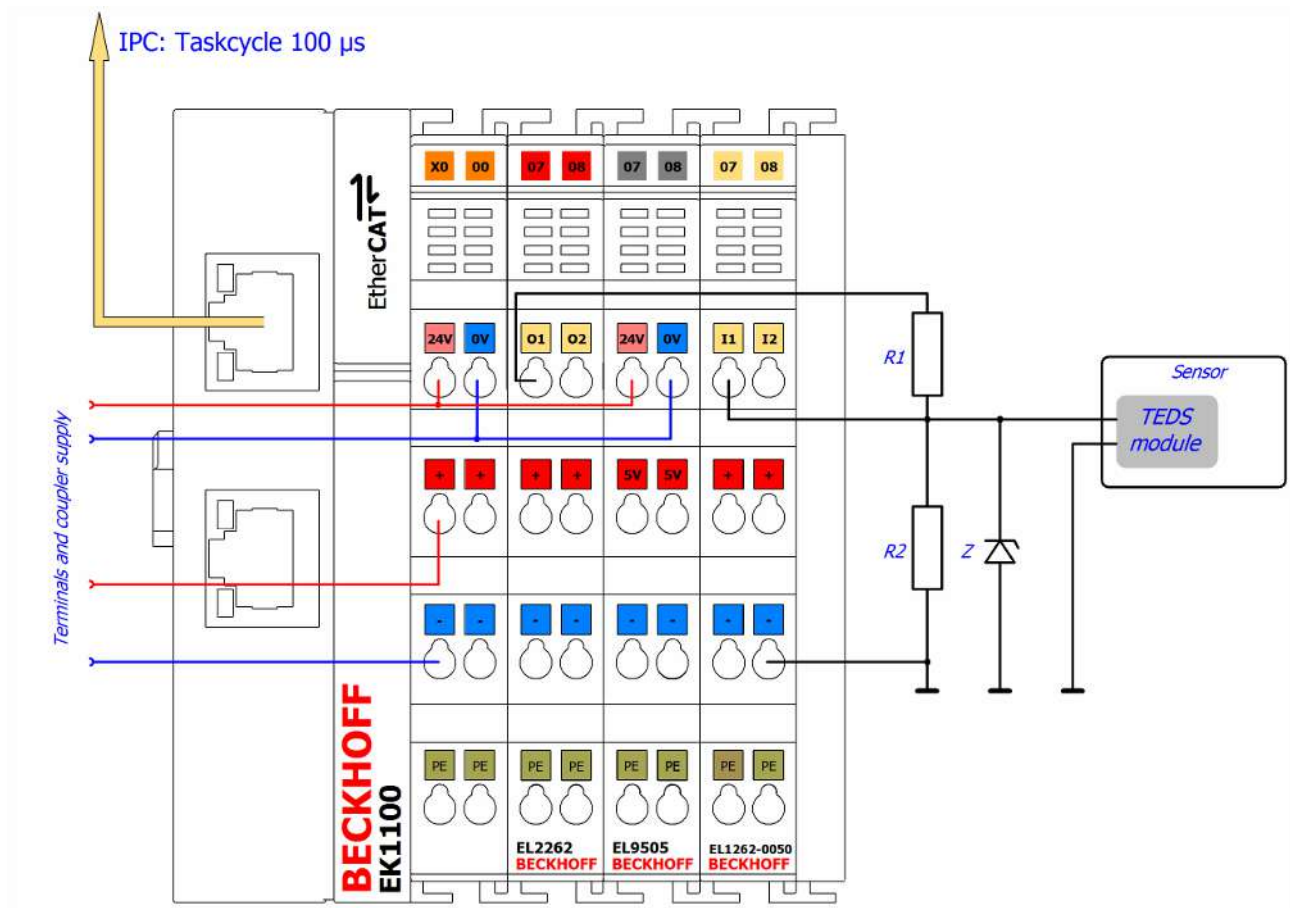 IPC: Taskcycle 100 µs
X0 00 07 08 07 08 07 08
EtherCAT
24V 0V O1 O2 24V 0V I1 I2
R1
Sensor
TEDS
module
Terminals and coupler supply
+ + + + 5V 5V + +
R2
Z
- - - - - - - -
PE PE PE PE PE PE PE PE
BECKHOFF
EK1100
EL2262
BECKHOFF
EL9505
BECKHOFF
EL1262-0050
BECKHOFF